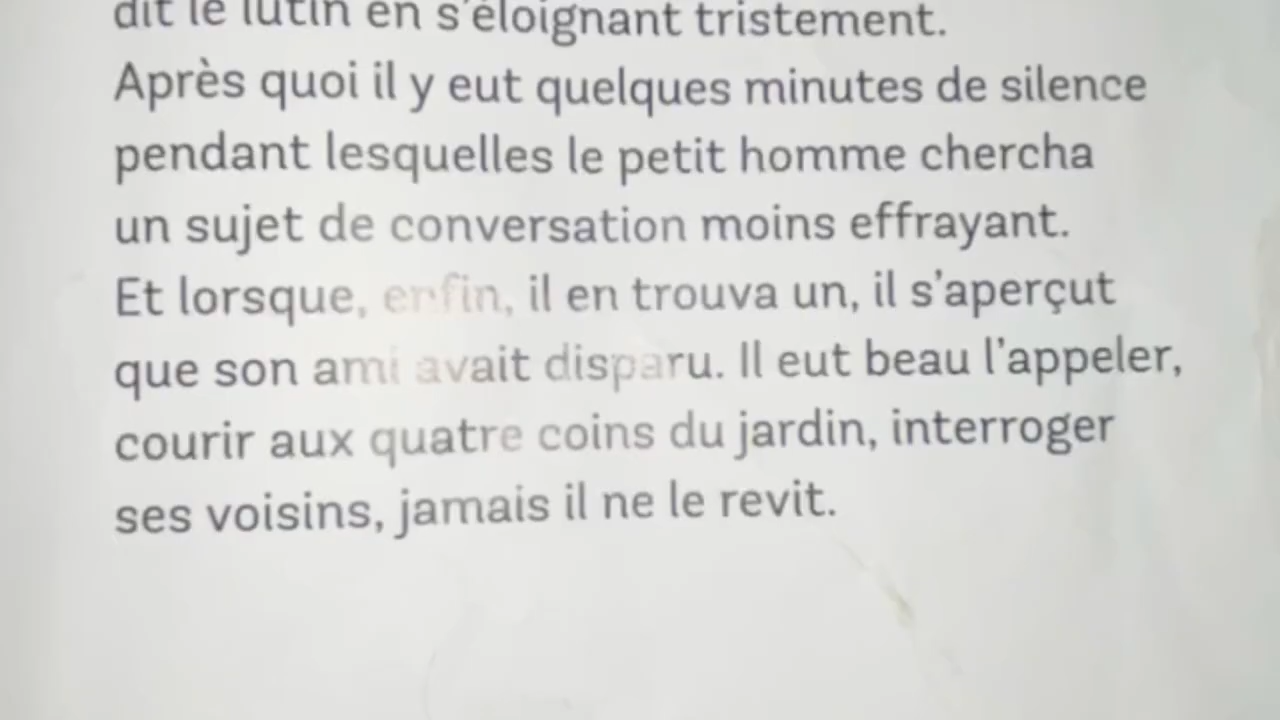 dit le lutin en s'éloignant tristement.
Après quoi il y eut quelques minutes de silence
pendant lesquelles le petit homme chercha
un sujet de conversation moins effrayant.
Et lorsque, enfin, il en trouva un, il s'aperçut
que son ami avait disparu. Il eut beau l'appeler,
courir aux quatre coins du jardin, interroger
ses voisins, jamais il ne le revit.